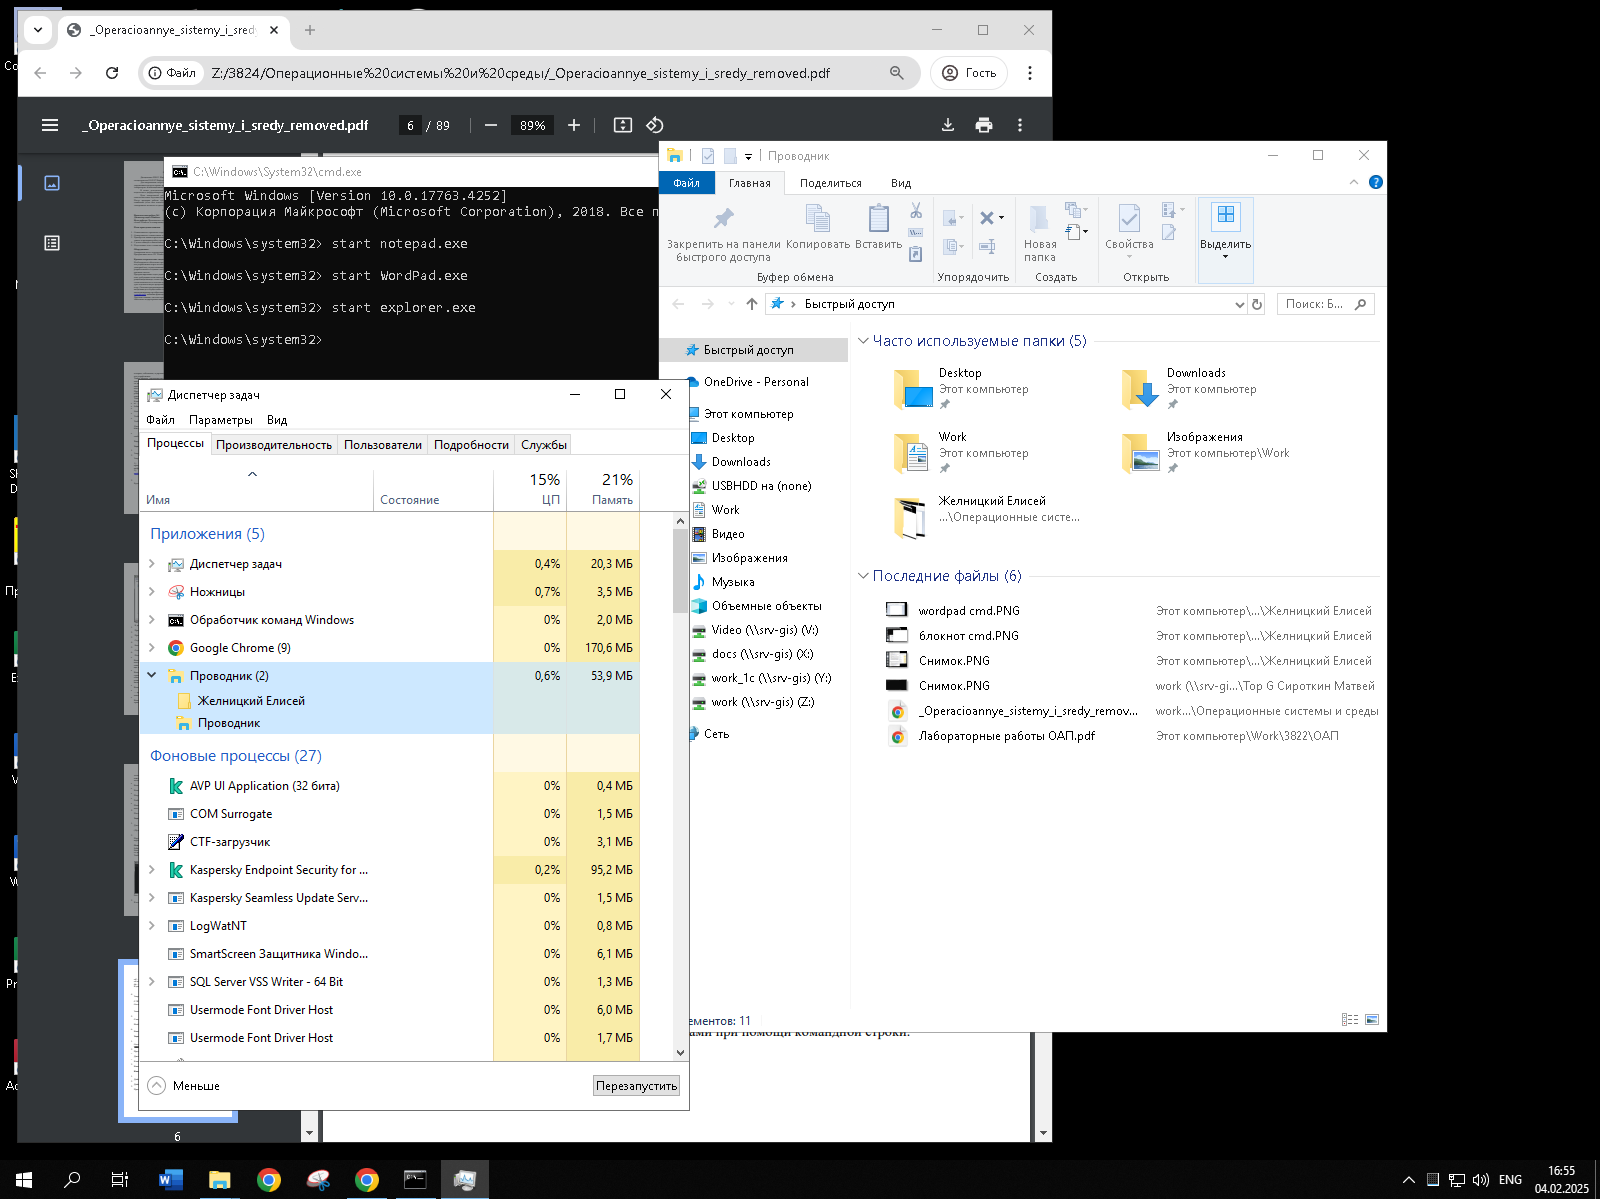 _Operacioannye_sistemy_i_sred
Файл
Z:/3824/Операционные%20системы%20и%20среды/_Operacioannye_sistemy_i_sredy_removed.pdf
Гость
_Operacioannye_sistemy_i_sredy_removed.pdf
6 / 89
89%
C:\Windows\System32\cmd.exe
Microsoft Windows [Version 10.0.17763.4252]
(c) Корпорация Майкрософт (Microsoft Corporation), 2018. Все п
C:\Windows\system32> start notepad.exe
C:\Windows\system32> start WordPad.exe
C:\Windows\system32> start explorer.exe
C:\Windows\system32>
Проводник
Файл
Главная
Поделиться
Вид
Закрепить на панели быстрого доступа
Копировать
Вставить
Новая папка
Свойства
Выделить
Буфер обмена
Упорядочить
Создать
Открыть
Быстрый доступ
Поиск: Б...
Быстрый доступ
OneDrive - Personal
Этот компьютер
Desktop
Downloads
USBHDD на (none)
Work
Видео
Изображения
Музыка
Объемные объекты
Video (\\srv-gis) (V:)
docs (\\srv-gis) (X:)
work_1c (\\srv-gis) (Y:)
work (\\srv-gis) (Z:)
Сеть
Часто используемые папки (5)
Desktop
Этот компьютер
Downloads
Этот компьютер
Work
Этот компьютер
Изображения
Этот компьютер\Work
Желницкий Елисей
...\Операционные систе...
Последние файлы (6)
wordpad cmd.PNG Этот компьютер\...\Желницкий Елисей
блокнот cmd.PNG Этот компьютер\...\Желницкий Елисей
Снимок.PNG Этот компьютер\...\Желницкий Елисей
Снимок.PNG work (\\srv-gi...\Top G Сироткин Матвей
_Operacioannye_sistemy_i_sredy_remov... work...\Операционные системы и среды
Лабораторные работы ОАП.pdf Этот компьютер\Work\3822\ОАП
ементов: 11
ами при помощи командной строки.
Диспетчер задач
Файл Параметры Вид
Процессы Производительность Пользователи Подробности Службы
15% 21%
Имя Состояние ЦП Память
Приложения (5)
Диспетчер задач 0,4% 20,3 МБ
Ножницы 0,7% 3,5 МБ
Обработчик команд Windows 0% 2,0 МБ
Google Chrome (9) 0% 170,6 МБ
Проводник (2) 0,6% 53,9 МБ
Желницкий Елисей
Проводник
Фоновые процессы (27)
AVP UI Application (32 бита) 0% 0,4 МБ
COM Surrogate 0% 1,5 МБ
CTF-загрузчик 0% 3,1 МБ
Kaspersky Endpoint Security for ... 0,2% 95,2 МБ
Kaspersky Seamless Update Serv... 0% 1,5 МБ
LogWatNT 0% 0,8 МБ
SmartScreen Защитника Windo... 0% 6,1 МБ
SQL Server VSS Writer - 64 Bit 0% 1,3 МБ
Usermode Font Driver Host 0% 6,0 МБ
Usermode Font Driver Host 0% 1,7 МБ
Меньше
Перезапустить
6
ENG
16:55
04.02.2025